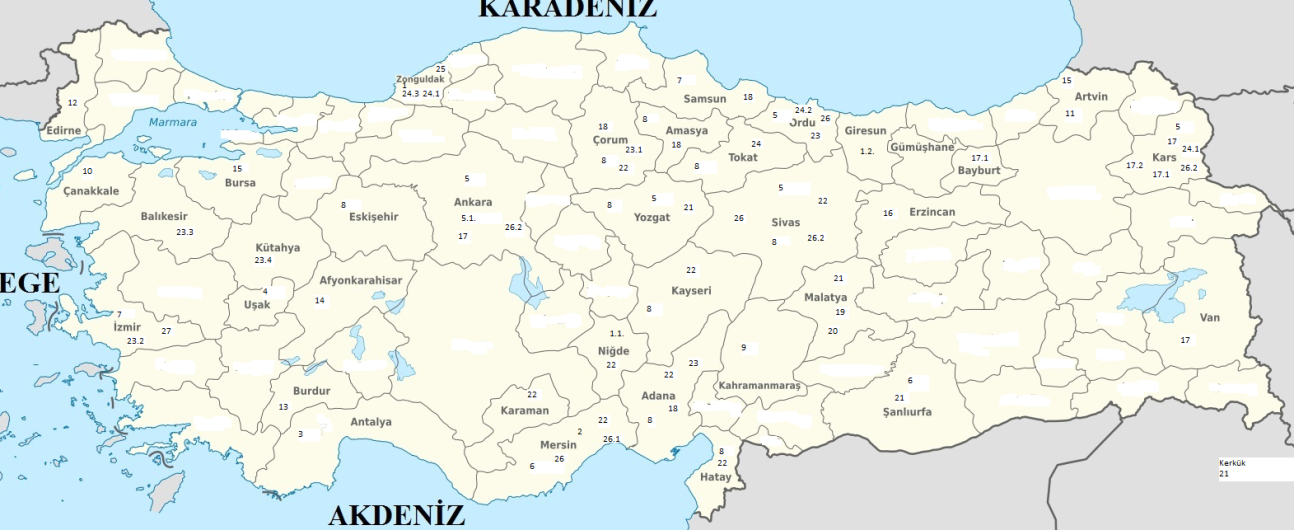 KARADENİZ
25
Zonguldak
1
24.3 24.1
7
Samsun
18
15
Artvin
11
12
Edirne
Marmara
18
Çorum
23.1
8
22
8
Amasya
18
24.2
5
26
Ordu
23
24
Tokat
8
Giresun
1.2.
Gümüşhane
17.1
Bayburt
5
17
24.1
Kars
17.2
26.2
17.1
10
Çanakkale
15
Bursa
Balıkesir
23.3
8
Eskişehir
5
Ankara
5.1.
26.2
17
5
8
Yozgat
21
5
22
26
Sivas
8
26.2
16
Erzincan
Kütahya
23.4
EGE
4
Uşak
Afyonkarahisar
14
22
Kayseri
8
21
Malatya
19
20
Van
17
7
İzmir
27
23.2
1.1.
Niğde
22
9
Kahramanmaraş
23
22
Adana
18
8
6
21
Şanlıurfa
Burdur
13
3
Antalya
22
Karaman
22
2
26.1
Mersin
26
6
8
22
Hatay
Kerkük
21
AKDENİZ